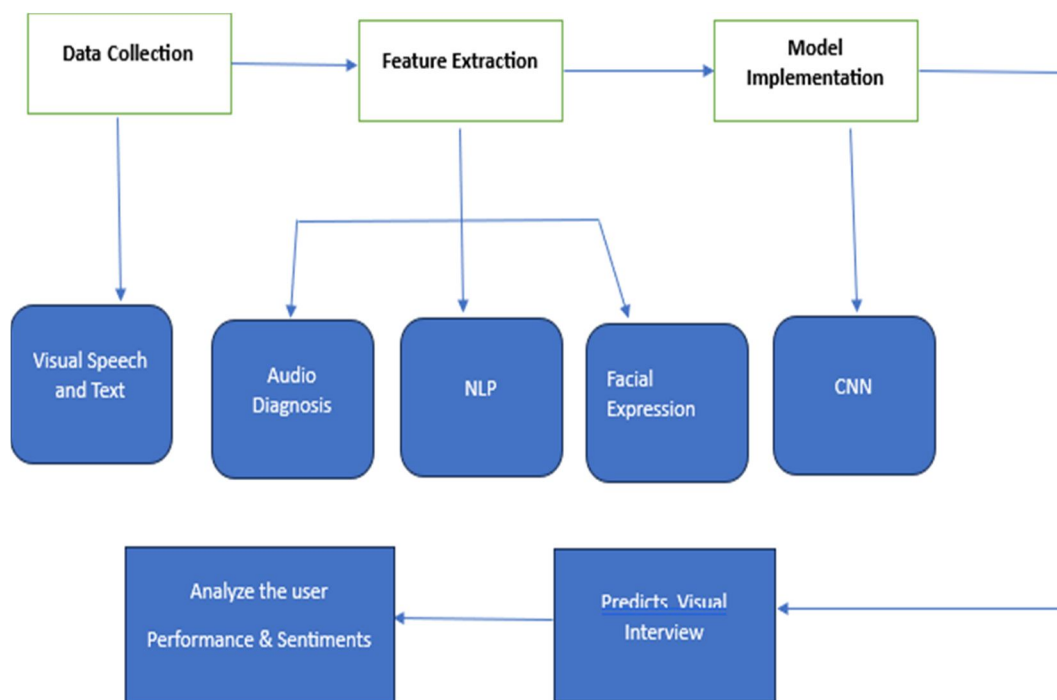 Data Collection
Feature Extraction
Model
Implementation
Visual Speech
and Text
Audio
Diagnosis
NLP
Facial
Expression
CNN
Analyze the user
Performance & Sentiments
Predicts Visual
Interview